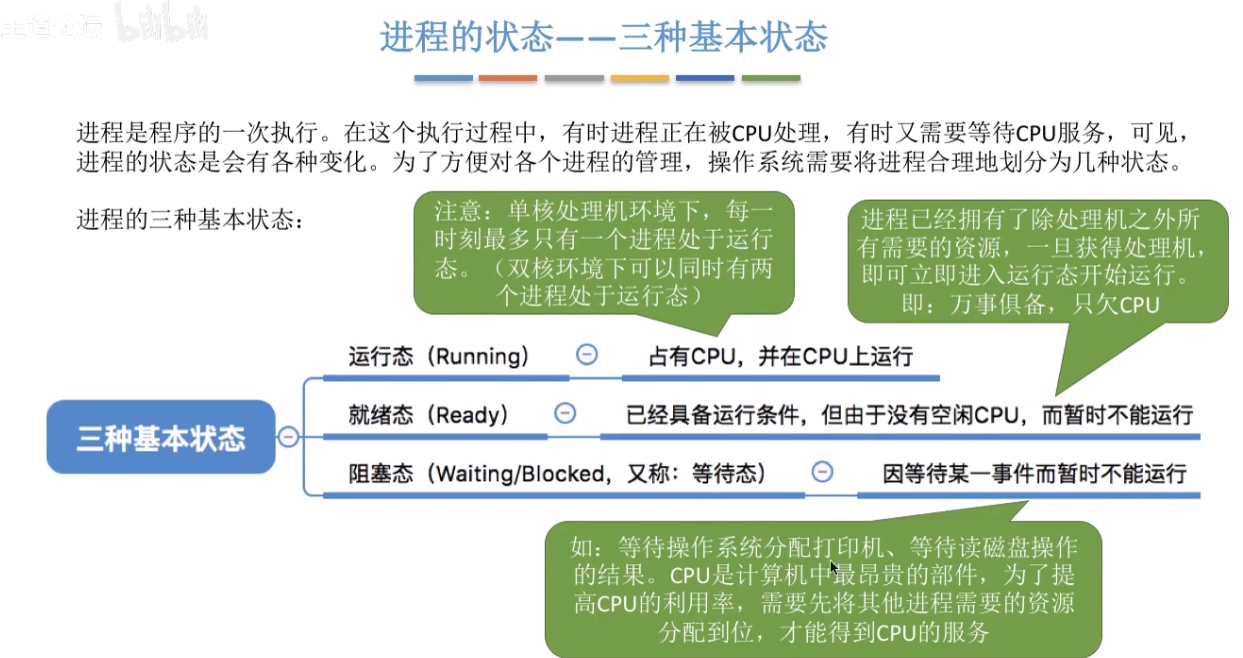 王道论坛 bilibili
进程的状态——三种基本状态
进程是程序的一次执行。在这个执行过程中，有时进程正在被CPU处理，有时又需要等待CPU服务，可见，
进程的状态是会有各种变化。为了方便对各个进程的管理，操作系统需要将进程合理地划分为几种状态。
进程的三种基本状态：
注意：单核处理机环境下，每一
时刻最多只有一个进程处于运行
态。（双核环境下可以同时有两
个进程处于运行态）
进程已经拥有了除处理机之外所
有需要的资源，一旦获得处理机，
即可立即进入运行态开始运行。
即：万事俱备，只欠CPU
三种基本状态
运行态（Running） 占有CPU，并在CPU上运行
就绪态（Ready） 已经具备运行条件，但由于没有空闲CPU，而暂时不能运行
阻塞态（Waiting/Blocked，又称：等待态） 因等待某一事件而暂时不能运行
如：等待操作系统分配打印机、等待读磁盘操作
的结果。CPU是计算机中最昂贵的部件，为了提
高CPU的利用率，需要先将其他进程需要的资源
分配到位，才能得到CPU的服务